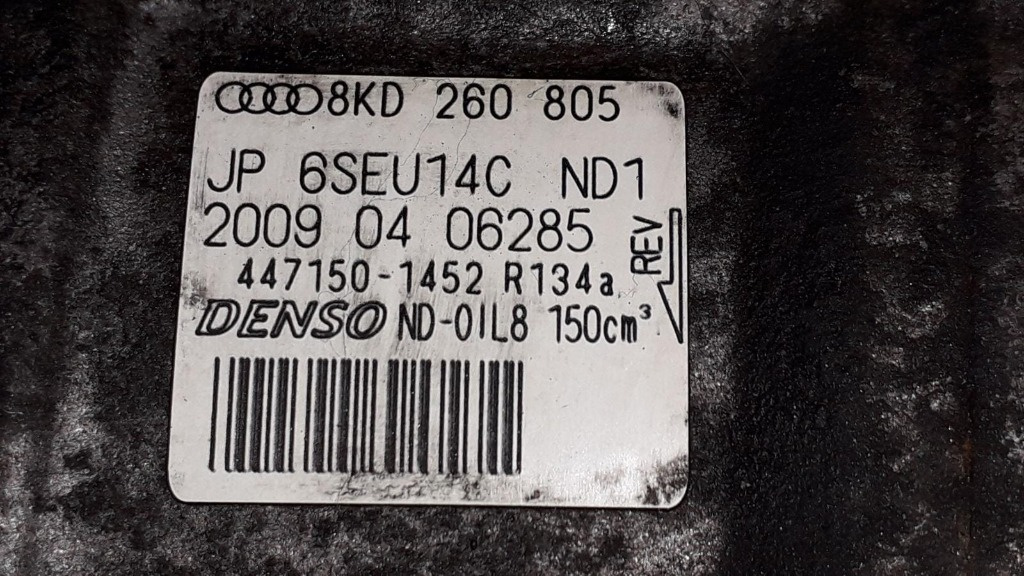 8KD 260 805
JP 6SEU14C ND1
2009 04 06285
REV
447150-1452 R134a
DENSO ND-OIL8 150cm³